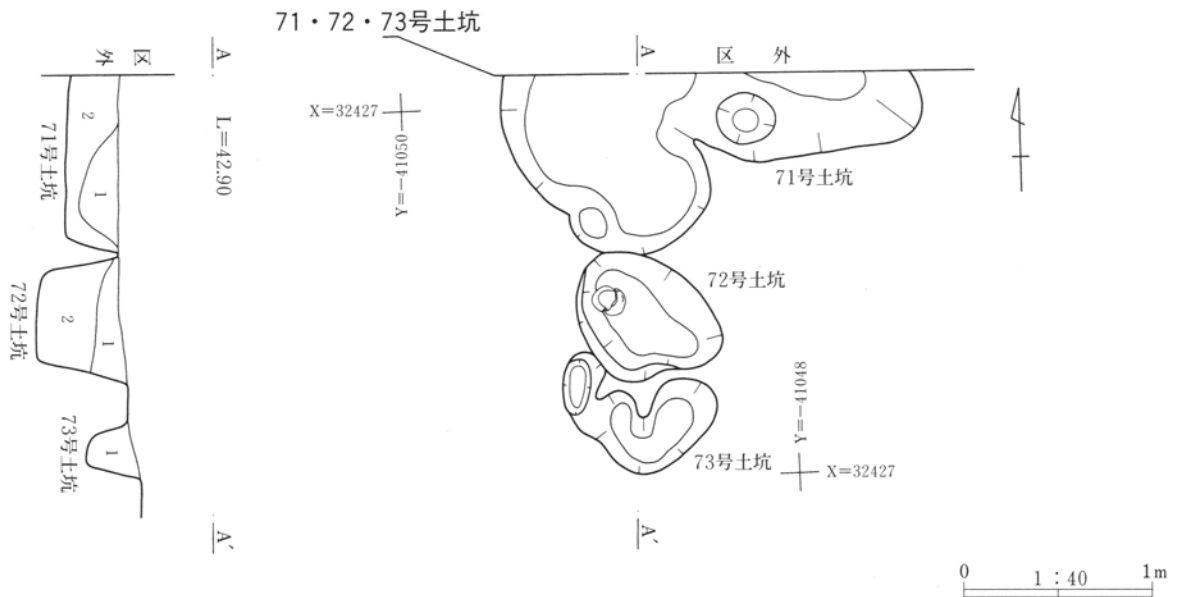 71・72・73号土坑
外 区
A
L=42.90
2
1
71号土坑
2
1
72号土坑
1
73号土坑
A′
A
区 外
X=32427
Y=-41050
71号土坑
72号土坑
73号土坑
Y=-41048
X=32427
A′
0 1:40 1m